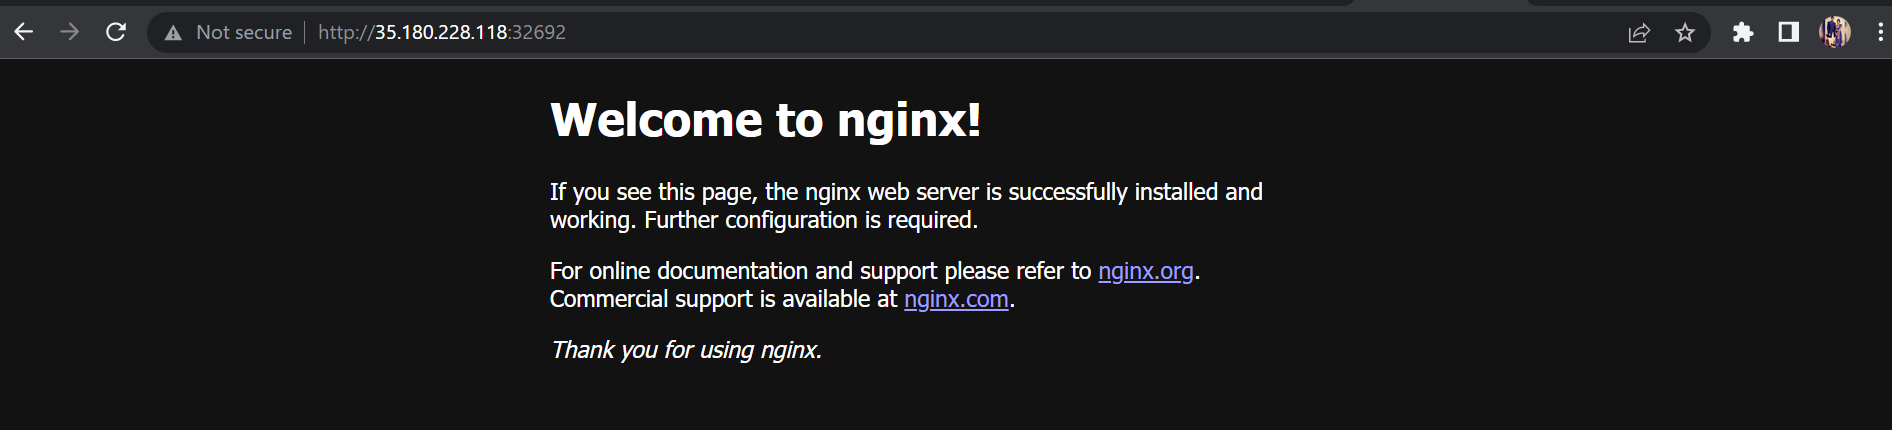 Not secure | http://35.180.228.118:32692
Welcome to nginx!
If you see this page, the nginx web server is successfully installed and
working. Further configuration is required.
For online documentation and support please refer to nginx.org.
Commercial support is available at nginx.com.
Thank you for using nginx.